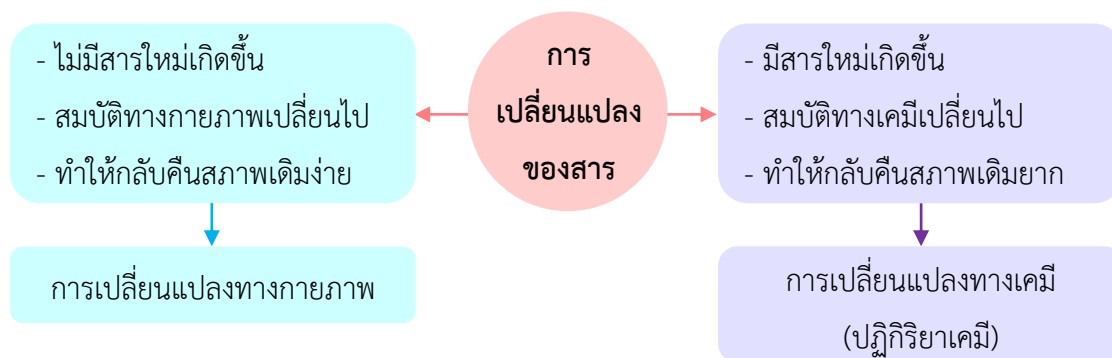 - ไม่มีสารใหม่เกิดขึ้น
- สมบัติทางกายภาพเปลี่ยนไป
- ทำให้กลับคืนสภาพเดิมง่าย
การเปลี่ยนแปลงทางกายภาพ
การ
เปลี่ยนแปลง
ของสาร
- มีสารใหม่เกิดขึ้น
- สมบัติทางเคมีเปลี่ยนไป
- ทำให้กลับคืนสภาพเดิมยาก
การเปลี่ยนแปลงทางเคมี
(ปฏิกิริยาเคมี)